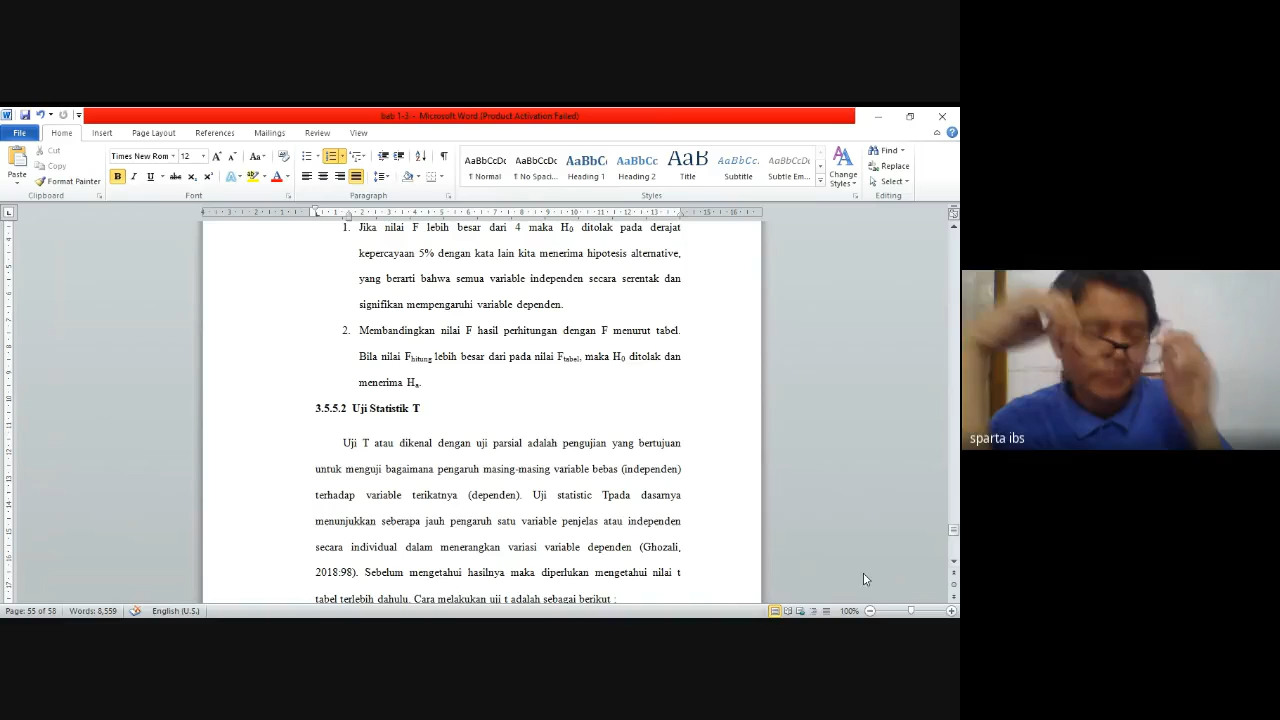 bab 1-3 - Microsoft Word (Product Activation Failed)
File Home Insert Page Layout References Mailings Review View
Cut
Copy
Paste
Format Painter
Clipboard
Times New Rom 12
Font
Paragraph
AaBbCcDc AaBbCcDc AaBbC AaBbCc AaB AaBbCc. AaBbCcDc
¶ Normal ¶ No Spaci... Heading 1 Heading 2 Title Subtitle Subtle Em...
Change Styles
Styles
Find
Replace
Select
Editing
1. Jika nilai F lebih besar dari 4 maka H0 ditolak pada derajat
kepercayaan 5% dengan kata lain kita menerima hipotesis alternative,
yang berarti bahwa semua variable independen secara serentak dan
signifikan mempengaruhi variable dependen.
2. Membandingkan nilai F hasil perhitungan dengan F menurut tabel.
Bila nilai Fhitung lebih besar dari pada nilai Ftabel, maka H0 ditolak dan
menerima Ha.
3.5.5.2 Uji Statistik T
Uji T atau dikenal dengan uji parsial adalah pengujian yang bertujuan
untuk menguji bagaimana pengaruh masing-masing variable bebas (independen)
terhadap variable terikatnya (dependen). Uji statistic Tpada dasarnya
menunjukkan seberapa jauh pengaruh satu variable penjelas atau independen
secara individual dalam menerangkan variasi variable dependen (Ghozali,
2018:98). Sebelum mengetahui hasilnya maka diperlukan mengetahui nilai t
tabel terlebih dahulu. Cara melakukan uji t adalah sebagai berikut :
Page: 55 of 58 Words: 8,559 English (U.S.) 100%
sparta ibs